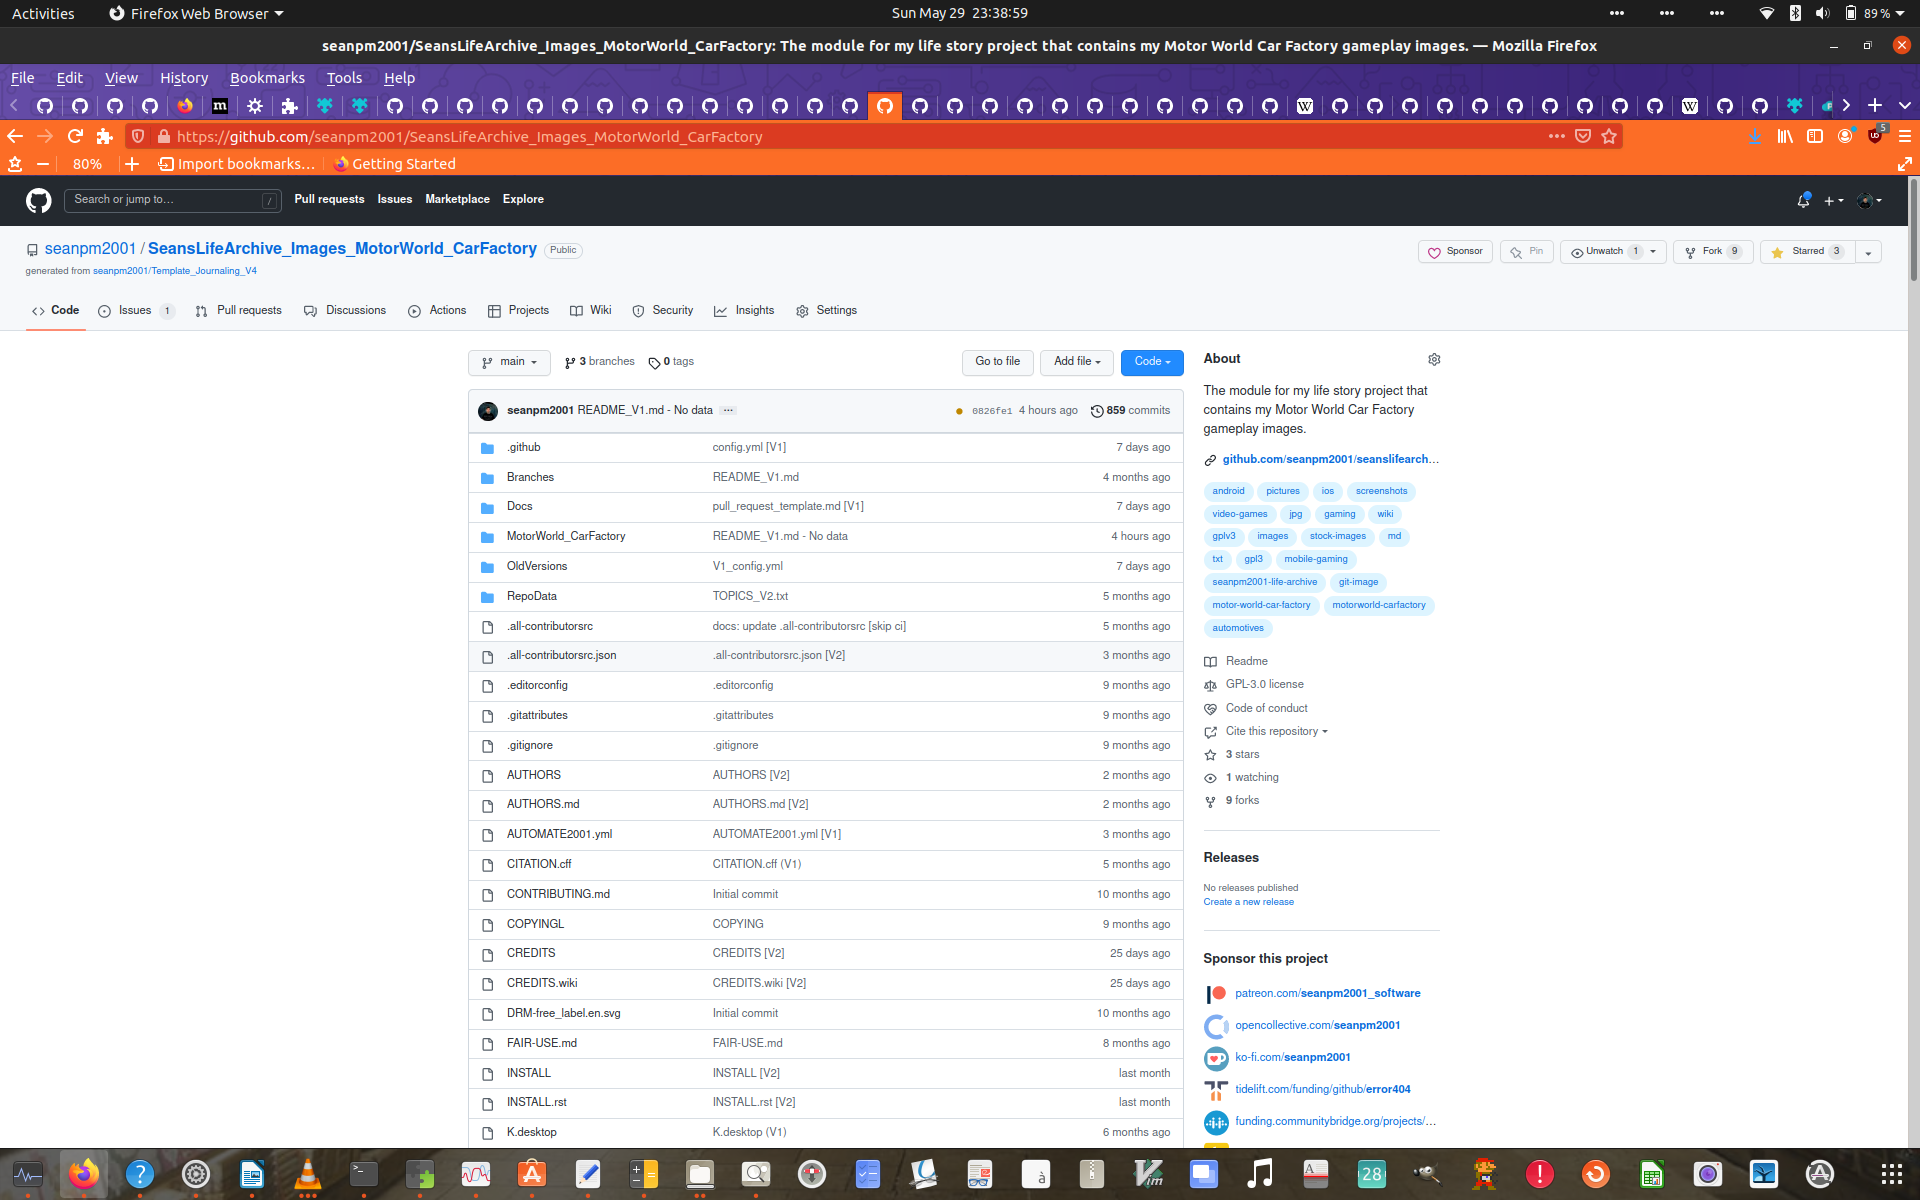 Activities
Firefox Web Browser
Sun May 29 23:38:59
89 %
seanpm2001/SeansLifeArchive_Images_MotorWorld_CarFactory: The module for my life story project that contains my Motor World Car Factory gameplay images. — Mozilla Firefox
File Edit View History Bookmarks Tools Help
https://github.com/seanpm2001/SeansLifeArchive_Images_MotorWorld_CarFactory
5
80%
Import bookmarks...
Getting Started
Search or jump to...
/
Pull requests Issues Marketplace Explore
seanpm2001 / SeansLifeArchive_Images_MotorWorld_CarFactory Public
generated from seanpm2001/Template_Journaling_V4
Sponsor
Pin
Unwatch 1
Fork 9
Starred 3
Code
Issues 1
Pull requests
Discussions
Actions
Projects
Wiki
Security
Insights
Settings
main
3 branches
0 tags
Go to file
Add file
Code
seanpm2001 README_V1.md - No data ...
0826fe1 4 hours ago
859 commits
.github config.yml [V1] 7 days ago
Branches README_V1.md 4 months ago
Docs pull_request_template.md [V1] 7 days ago
MotorWorld_CarFactory README_V1.md - No data 4 hours ago
OldVersions V1_config.yml 7 days ago
RepoData TOPICS_V2.txt 5 months ago
.all-contributorsrc docs: update .all-contributorsrc [skip ci] 5 months ago
.all-contributorsrc.json .all-contributorsrc.json [V2] 3 months ago
.editorconfig .editorconfig 9 months ago
.gitattributes .gitattributes 9 months ago
.gitignore .gitignore 9 months ago
AUTHORS AUTHORS [V2] 2 months ago
AUTHORS.md AUTHORS.md [V2] 2 months ago
AUTOMATE2001.yml AUTOMATE2001.yml [V1] 3 months ago
CITATION.cff CITATION.cff (V1) 5 months ago
CONTRIBUTING.md Initial commit 10 months ago
COPYINGL COPYING 9 months ago
CREDITS CREDITS [V2] 25 days ago
CREDITS.wiki CREDITS.wiki [V2] 25 days ago
DRM-free_label.en.svg Initial commit 10 months ago
FAIR-USE.md FAIR-USE.md 8 months ago
INSTALL INSTALL [V2] last month
INSTALL.rst INSTALL.rst [V2] last month
K.desktop K.desktop (V1) 6 months ago
About
The module for my life story project that
contains my Motor World Car Factory
gameplay images.
github.com/seanpm2001/seanslifearch...
android pictures ios screenshots
video-games jpg gaming wiki
gplv3 images stock-images md
txt gpl3 mobile-gaming
seanpm2001-life-archive git-image
motor-world-car-factory motorworld-carfactory
automotives
Readme
GPL-3.0 license
Code of conduct
Cite this repository
3 stars
1 watching
9 forks
Releases
No releases published
Create a new release
Sponsor this project
patreon.com/seanpm2001_software
opencollective.com/seanpm2001
ko-fi.com/seanpm2001
tidelift.com/funding/github/error404
funding.communitybridge.org/projects/...
28